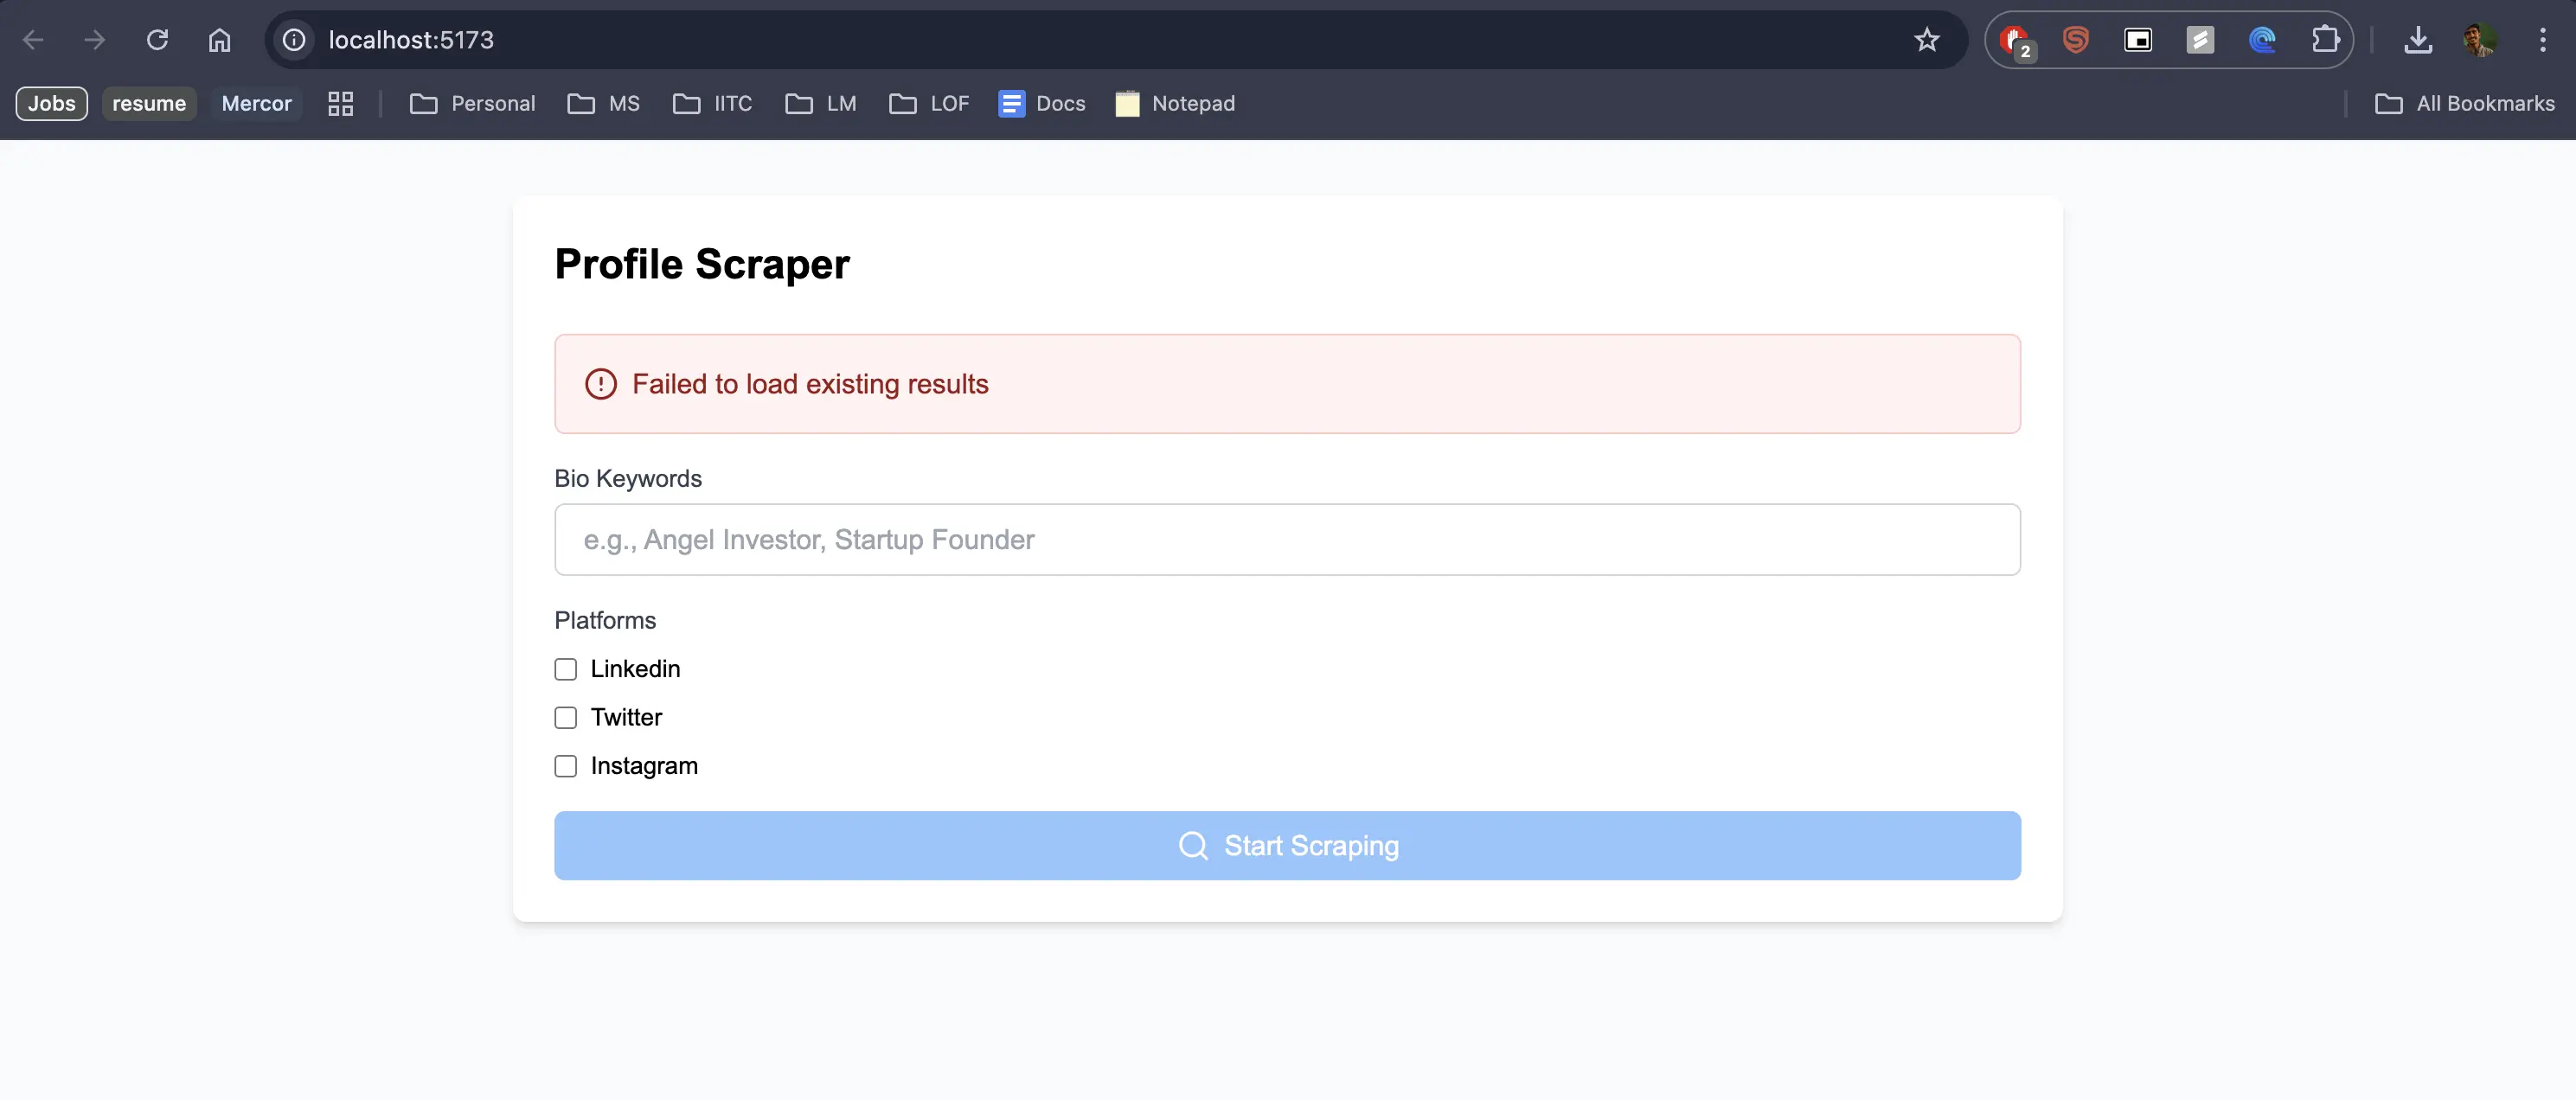 localhost:5173
2
Jobs resume Mercor Personal MS IITC LM LOF Docs Notepad All Bookmarks
Profile Scraper
Failed to load existing results
Bio Keywords
e.g., Angel Investor, Startup Founder
Platforms
Linkedin
Twitter
Instagram
Start Scraping